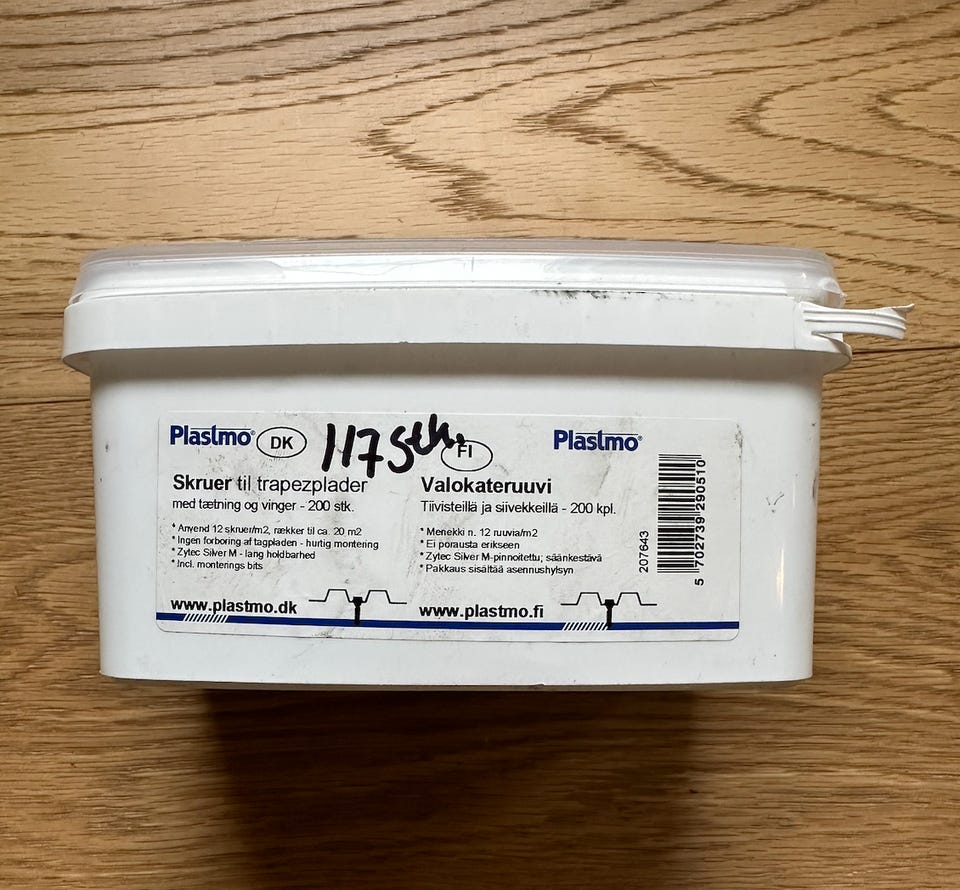 Plastmo® DK
117 Stk.
Skruer til trapezplader
med tætning og vinger - 200 stk.
* Anvend 12 skruer/m2, rækker til ca. 20 m2
* Ingen forboring af tagpladen - hurtig montering
* Zytec Silver M - lang holdbarhed
* Incl. monterings bits
www.plastmo.dk
FI Plastmo®
Valokateruuvi
Tiivisteillä ja siivekkeillä - 200 kpl.
* Menekki n. 12 ruuvia/m2
* Ei porausta erikseen
* Zytec Silver M-pinnoitettu; säänkestävä
* Pakkaus sisältää asennushylsyn
www.plastmo.fi
207643
5 702739 290510